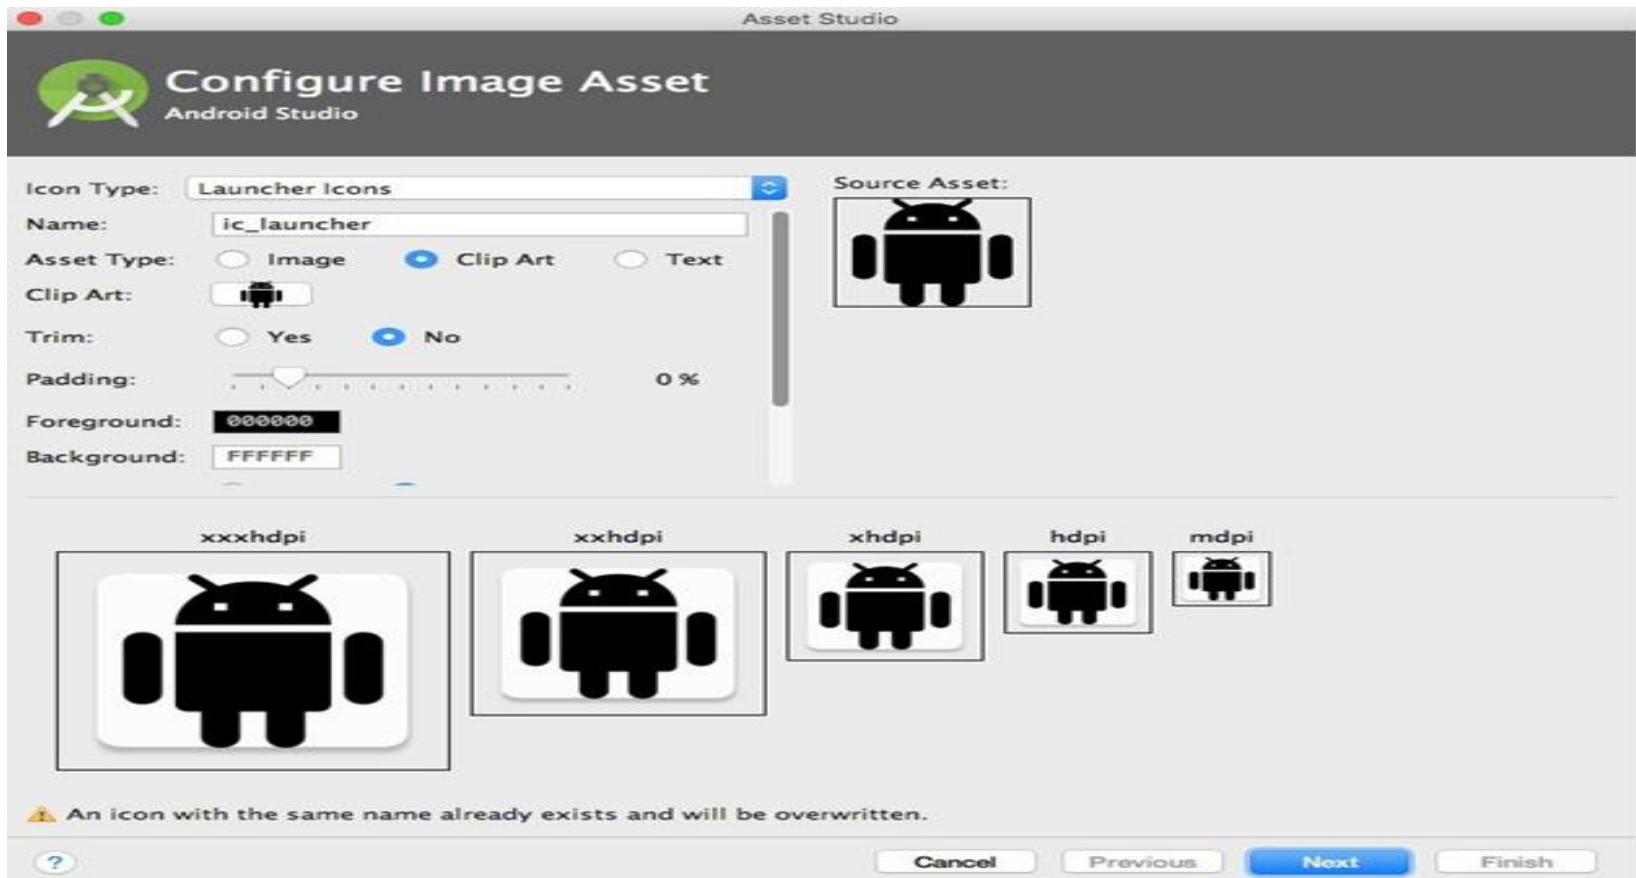 Asset Studio
Configure Image Asset
Android Studio
Icon Type: Launcher Icons
Source Asset:
Name: ic_launcher
Asset Type: Image Clip Art Text
Clip Art:
Trim: Yes No
Padding: 0 %
Foreground: 000000
Background: FFFFFF
xxxhdpi xxhdpi xhdpi hdpi mdpi
An icon with the same name already exists and will be overwritten.
? Cancel Previous Next Finish